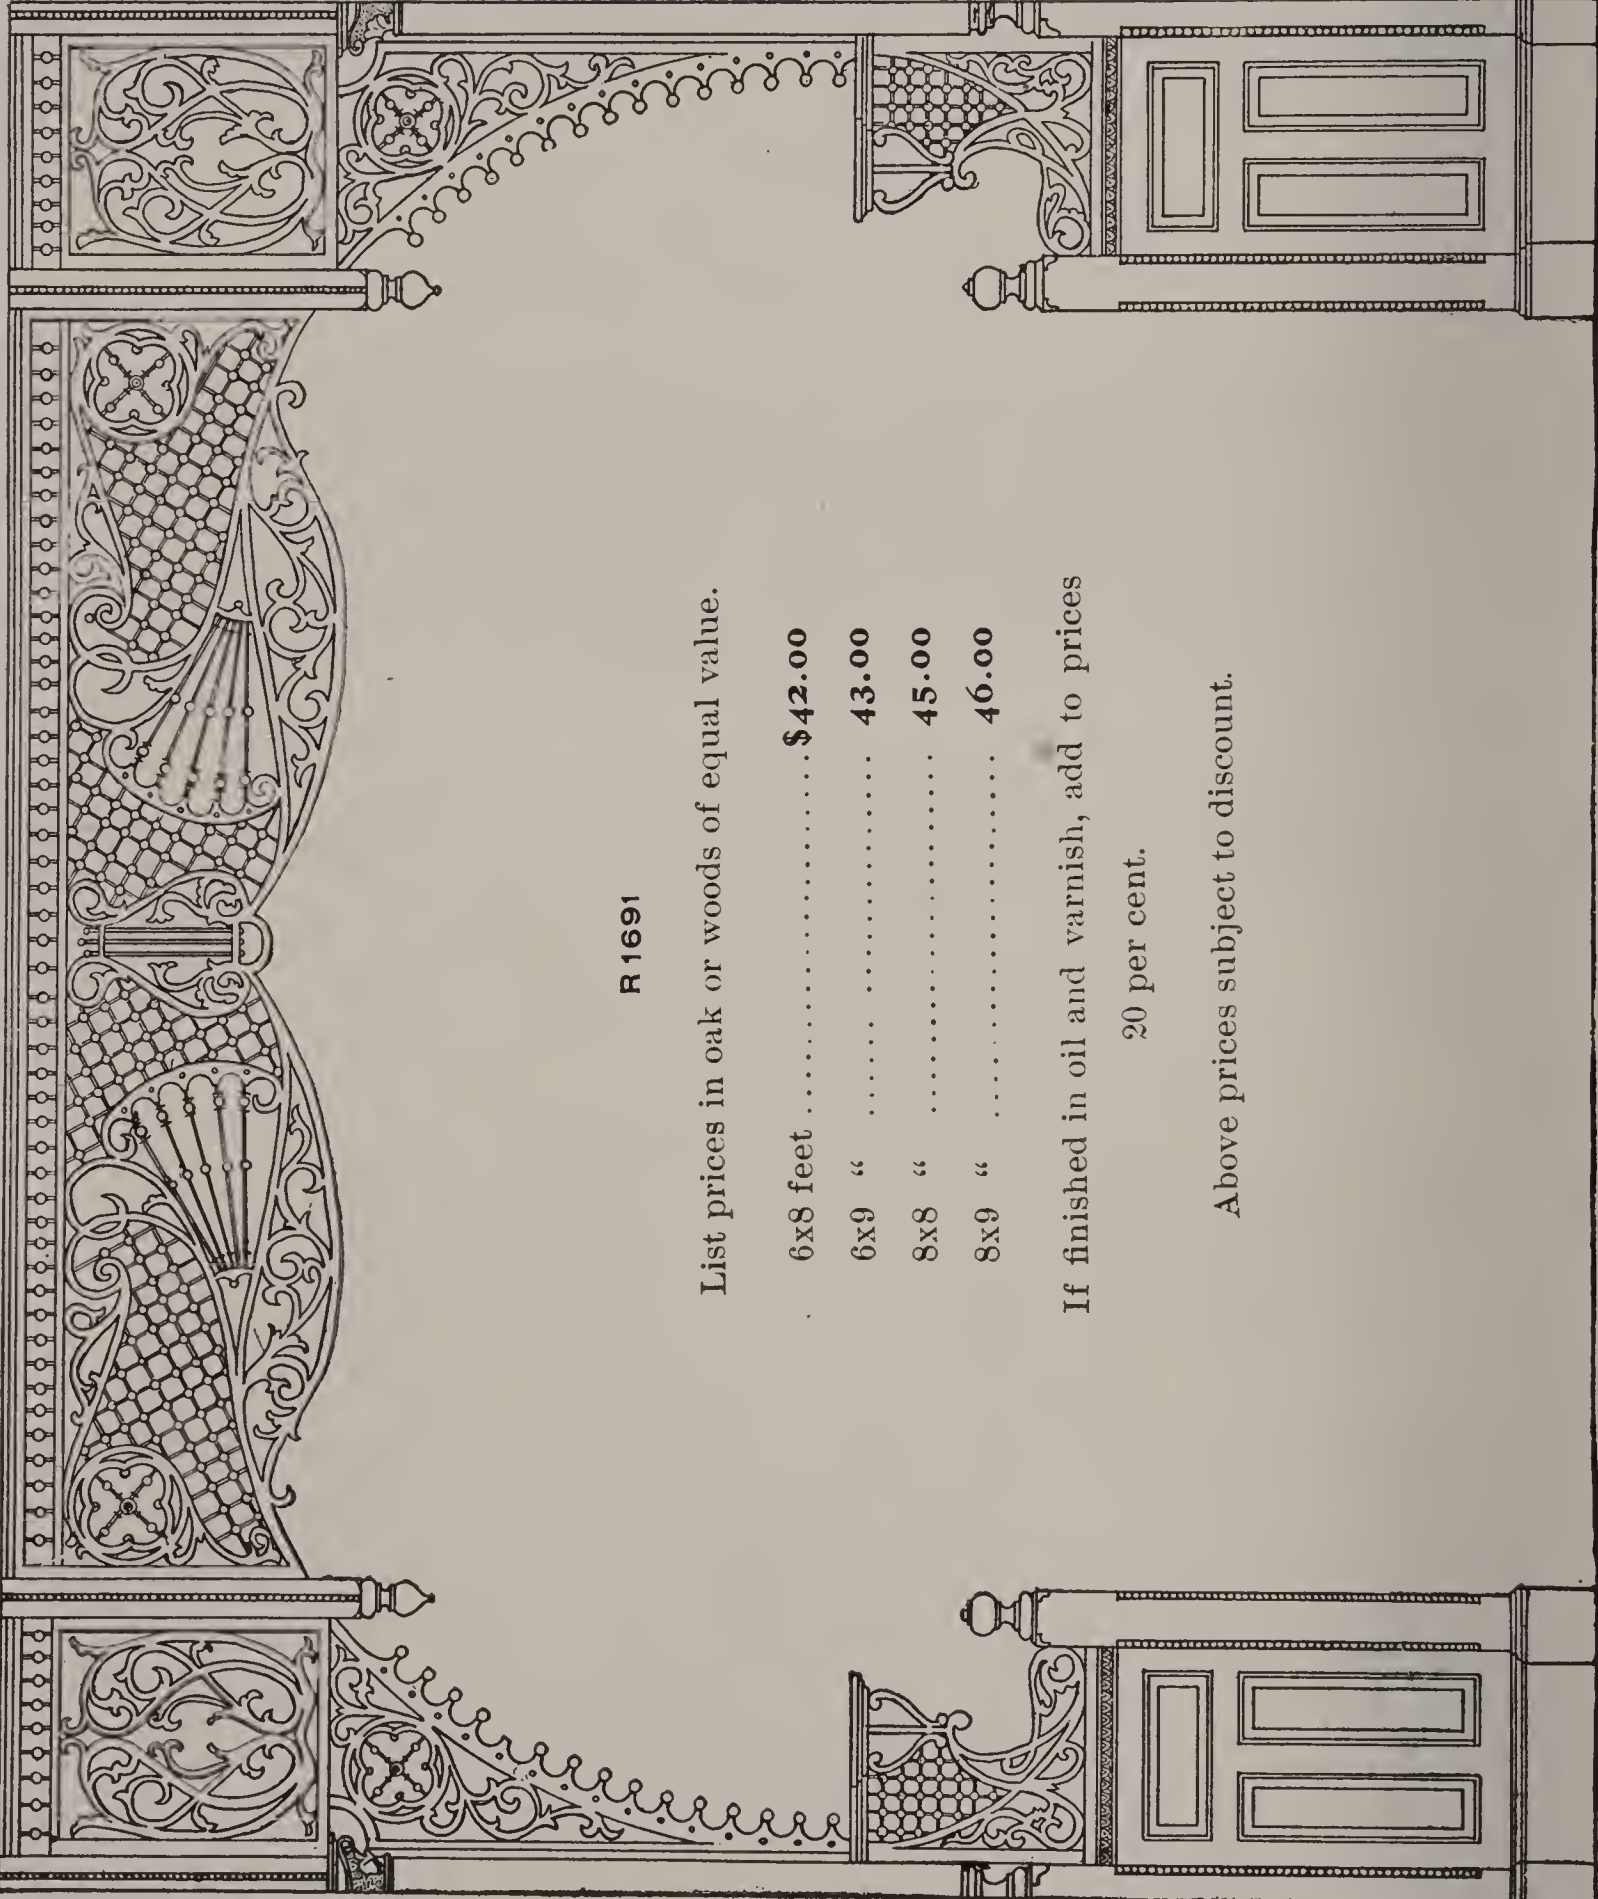 R 1691
List prices in oak or woods of equal value.
6x8 feet ........................... $42.00
6x9 “ ........................... 43.00
8x8 “ ........................... 45.00
8x9 “ ........................... 46.00
If finished in oil and varnish, add to prices
20 per cent.
Above prices subject to discount.